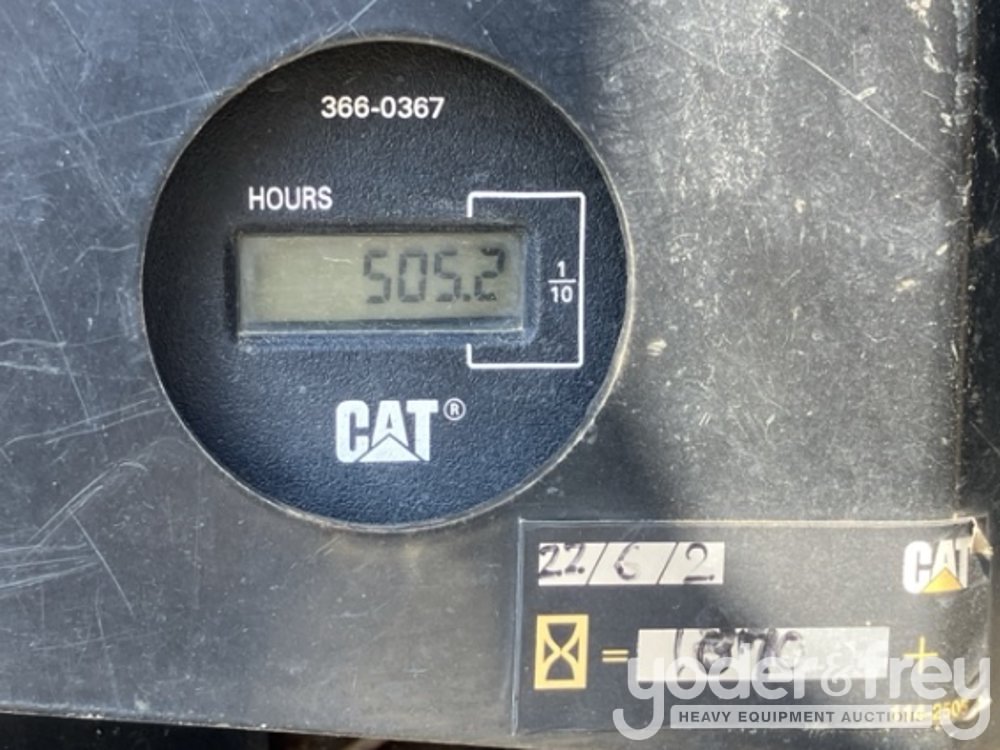 366-0367
HOURS
505.2
1
10
CAT®
22/6/2
CAT
= +
yoder&frey
HEAVY EQUIPMENT AUCTIONS